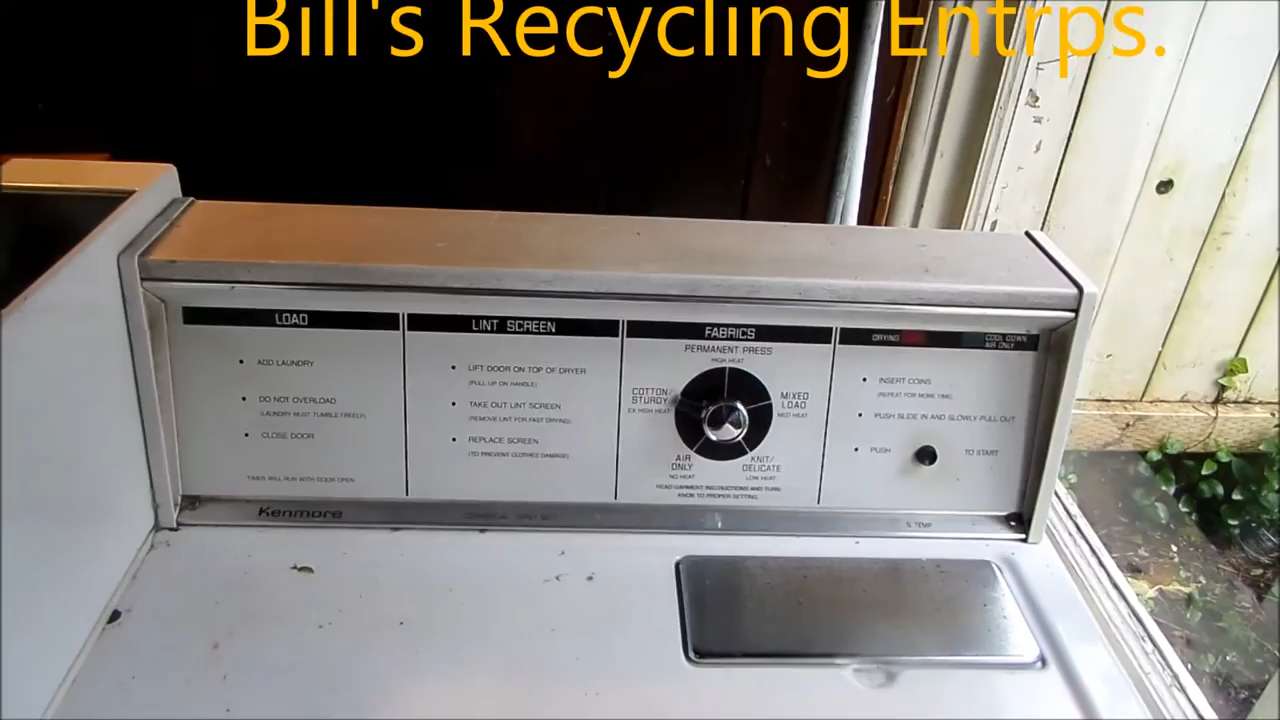 Bill's Recycling Entrps.
LOAD
• ADD LAUNDRY
• DO NOT OVERLOAD
(LAUNDRY MUST TUMBLE FREELY)
• CLOSE DOOR
TIMER WILL RUN WITH DOOR OPEN
LINT SCREEN
• LIFT DOOR ON TOP OF DRYER
(PULL UP ON HANDLE)
• TAKE OUT LINT SCREEN
(REMOVE LINT FOR FAST DRYING)
• REPLACE SCREEN
(TO PREVENT CLOTHES DAMAGE)
FABRICS
PERMANENT PRESS
HIGH HEAT
COTTON/
STURDY
EX HIGH HEAT
MIXED
LOAD
MED HEAT
AIR
ONLY
NO HEAT
KNIT/
DELICATE
LOW HEAT
READ GARMENT INSTRUCTIONS AND TURN
KNOB TO PROPER SETTING
DRYING
COOL DOWN
AIR ONLY
• INSERT COINS
(REPEAT FOR MORE TIME)
• PUSH SLIDE IN AND SLOWLY PULL OUT
• PUSH TO START
Kenmore
TEMP